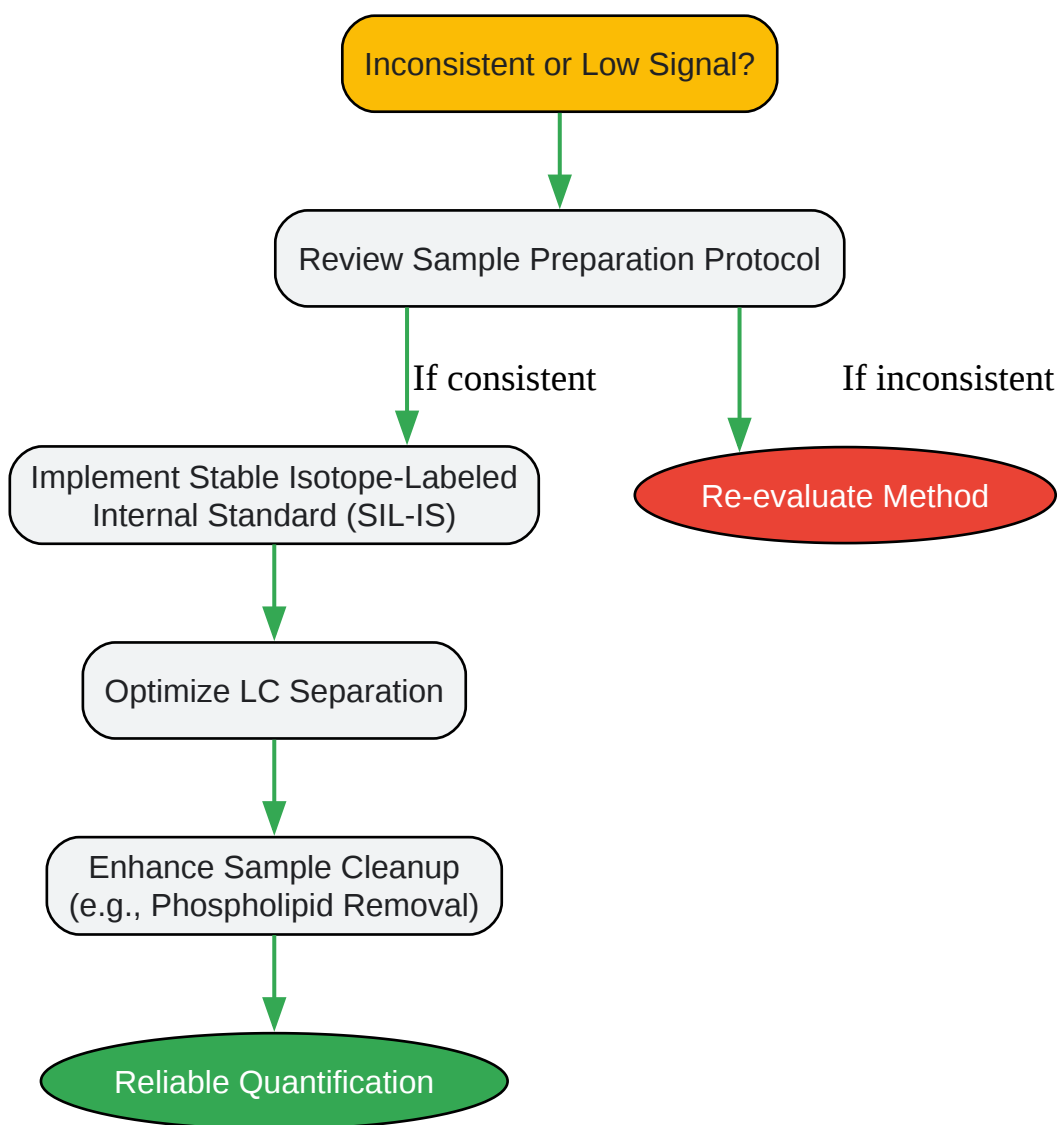 Inconsistent or Low Signal?
Review Sample Preparation Protocol
If consistent
If inconsistent
Implement Stable Isotope-Labeled
Internal Standard (SIL-IS)
Re-evaluate Method
Optimize LC Separation
Enhance Sample Cleanup
(e.g., Phospholipid Removal)
Reliable Quantification